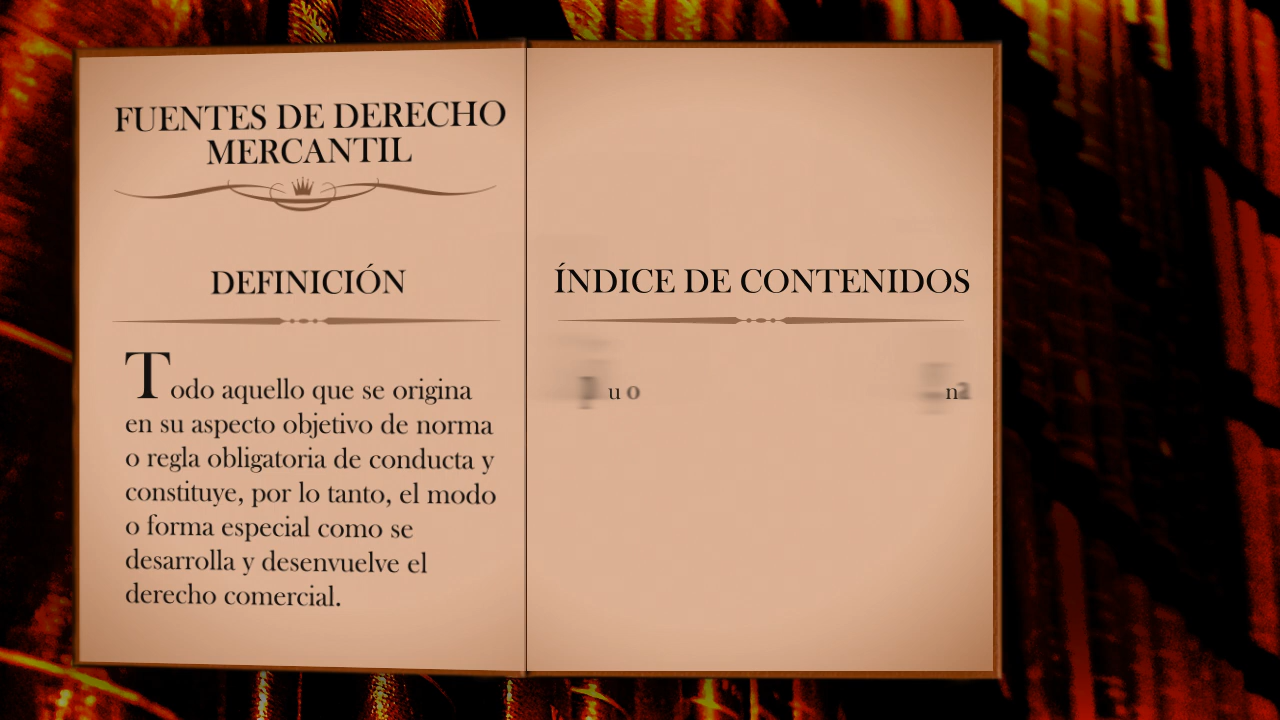 FUENTES DE DERECHO
MERCANTIL
DEFINICIÓN
Todo aquello que se origina
en su aspecto objetivo de norma
o regla obligatoria de conducta y
constituye, por lo tanto, el modo
o forma especial como se
desarrolla y desenvuelve el
derecho comercial.
ÍNDICE DE CONTENIDOS